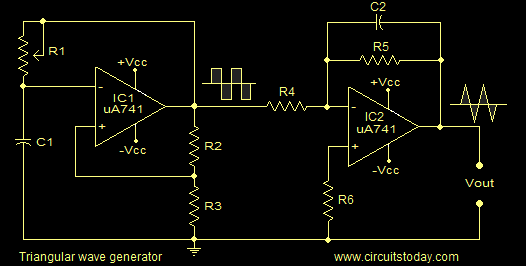 C2
R1
R5
+Vcc
+Vcc
IC1
uA741
R4
IC2
uA741
C1
R2
-Vcc
-Vcc
Vout
R3
R6
Triangular wave generator
www.circuitstoday.com